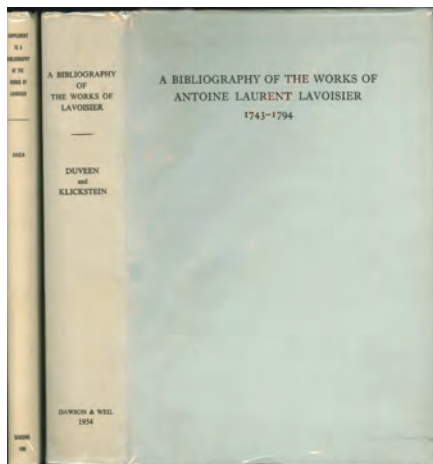 SUPPLEMENT
TO A
BIBLIOGRAPHY
OF THE
WORKS OF
LAVOISIER
A BIBLIOGRAPHY
OF
THE WORKS OF
LAVOISIER
DUVEEN
and
KLICKSTEIN
DAWSON & WEIL
1954
A BIBLIOGRAPHY OF THE WORKS OF
ANTOINE LAURENT LAVOISIER
1743–1794